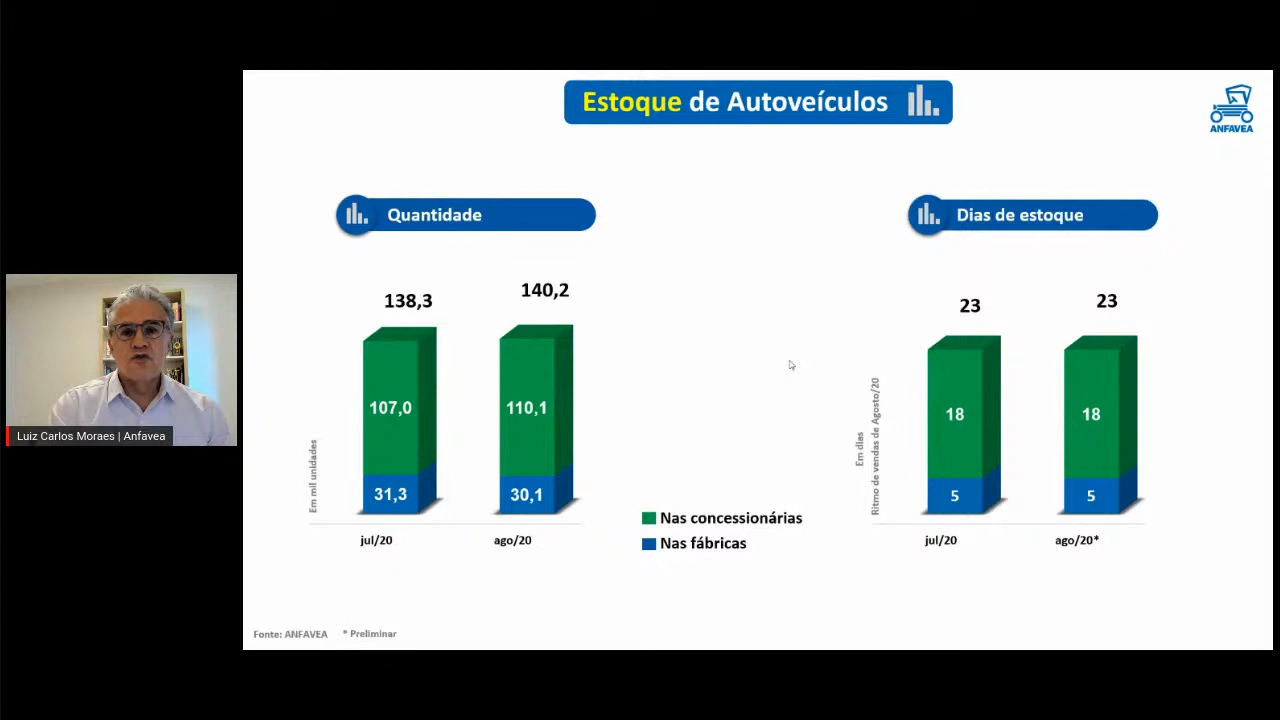 Estoque de Autoveículos
ANFAVEA
Quantidade
Dias de estoque
138,3
140,2
107,0
110,1
31,3
30,1
Em mil unidades
jul/20
ago/20
Nas concessionárias
Nas fábricas
23
23
18
18
5
5
Em dias
Ritmo de vendas de Agosto/20
jul/20
ago/20*
Luiz Carlos Moraes | Anfavea
Fonte: ANFAVEA * Preliminar